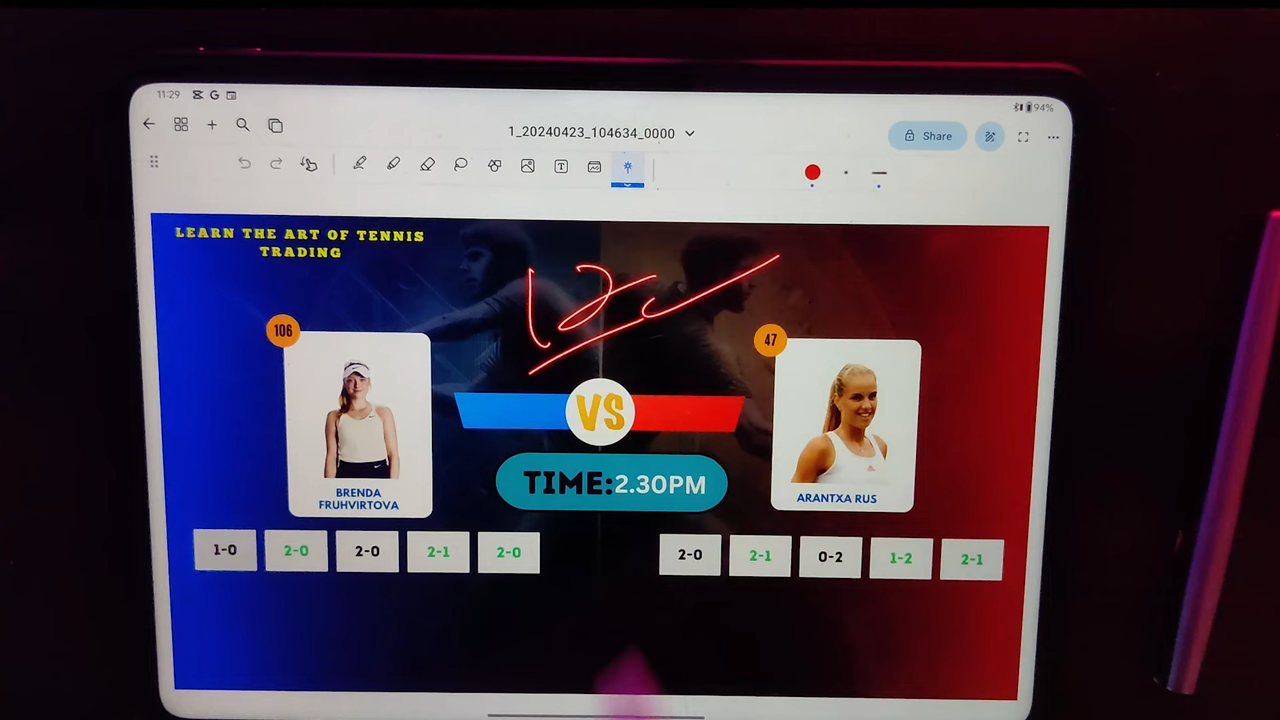 11:29
94%
1_20240423_104634_0000
Share
LEARN THE ART OF TENNIS
TRADING
106
47
VS
TIME:2.30PM
BRENDA
FRUHVIRTOVA
ARANTXA RUS
1-0 2-0 2-0 2-1 2-0
2-0 2-1 0-2 1-2 2-1